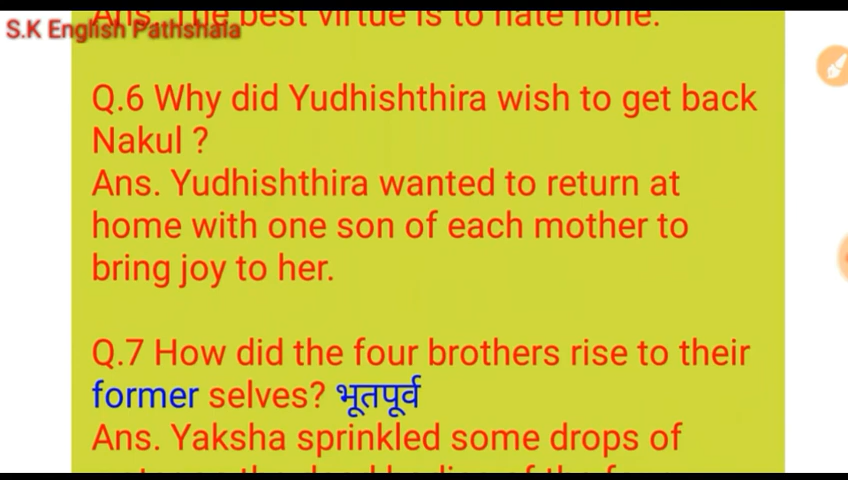 Ans. The best virtue is to hate none.
S.K English Pathshala
Q.6 Why did Yudhishthira wish to get back
Nakul ?
Ans. Yudhishthira wanted to return at
home with one son of each mother to
bring joy to her.
Q.7 How did the four brothers rise to their
former selves? भूतपूर्व
Ans. Yaksha sprinkled some drops of